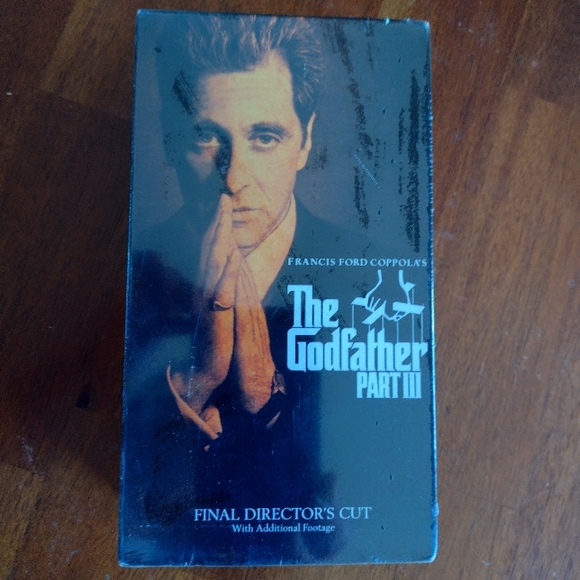 FRANCIS FORD COPPOLA'S
The
Godfather
PART III
FINAL DIRECTOR'S CUT
With Additional Footage